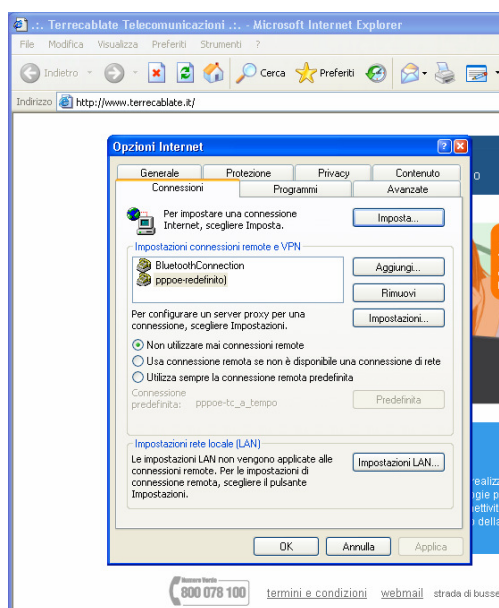 .:. Terrecablate Telecomunicazioni .:. - Microsoft Internet Explorer
File Modifica Visualizza Preferiti Strumenti ?
Indietro Cerca Preferiti
Indirizzo http://www.terrecablate.it/
Opzioni Internet
Generale Protezione Privacy Contenuto
Connessioni Programmi Avanzate
Per impostare una connessione
Internet, scegliere Imposta.
Imposta...
Impostazioni connessioni remote e VPN
BluetoothConnection
pppoe-redefinito)
Aggiungi...
Rimuovi
Per configurare un server proxy per una
connessione, scegliere Impostazioni.
Impostazioni...
Non utilizzare mai connessioni remote
Usa connessione remota se non è disponibile una connessione di rete
Utilizza sempre la connessione remota predefinita
Connessione
predefinita: pppoe-tc_a_tempo
Predefinita
Impostazioni rete locale (LAN)
Le impostazioni LAN non vengono applicate alle
connessioni remote. Per le impostazioni di
connessione remota, scegliere il pulsante
Impostazioni.
Impostazioni LAN...
OK Annulla Applica
Numero Verde
800 078 100
termini e condizioni webmail strada di busse